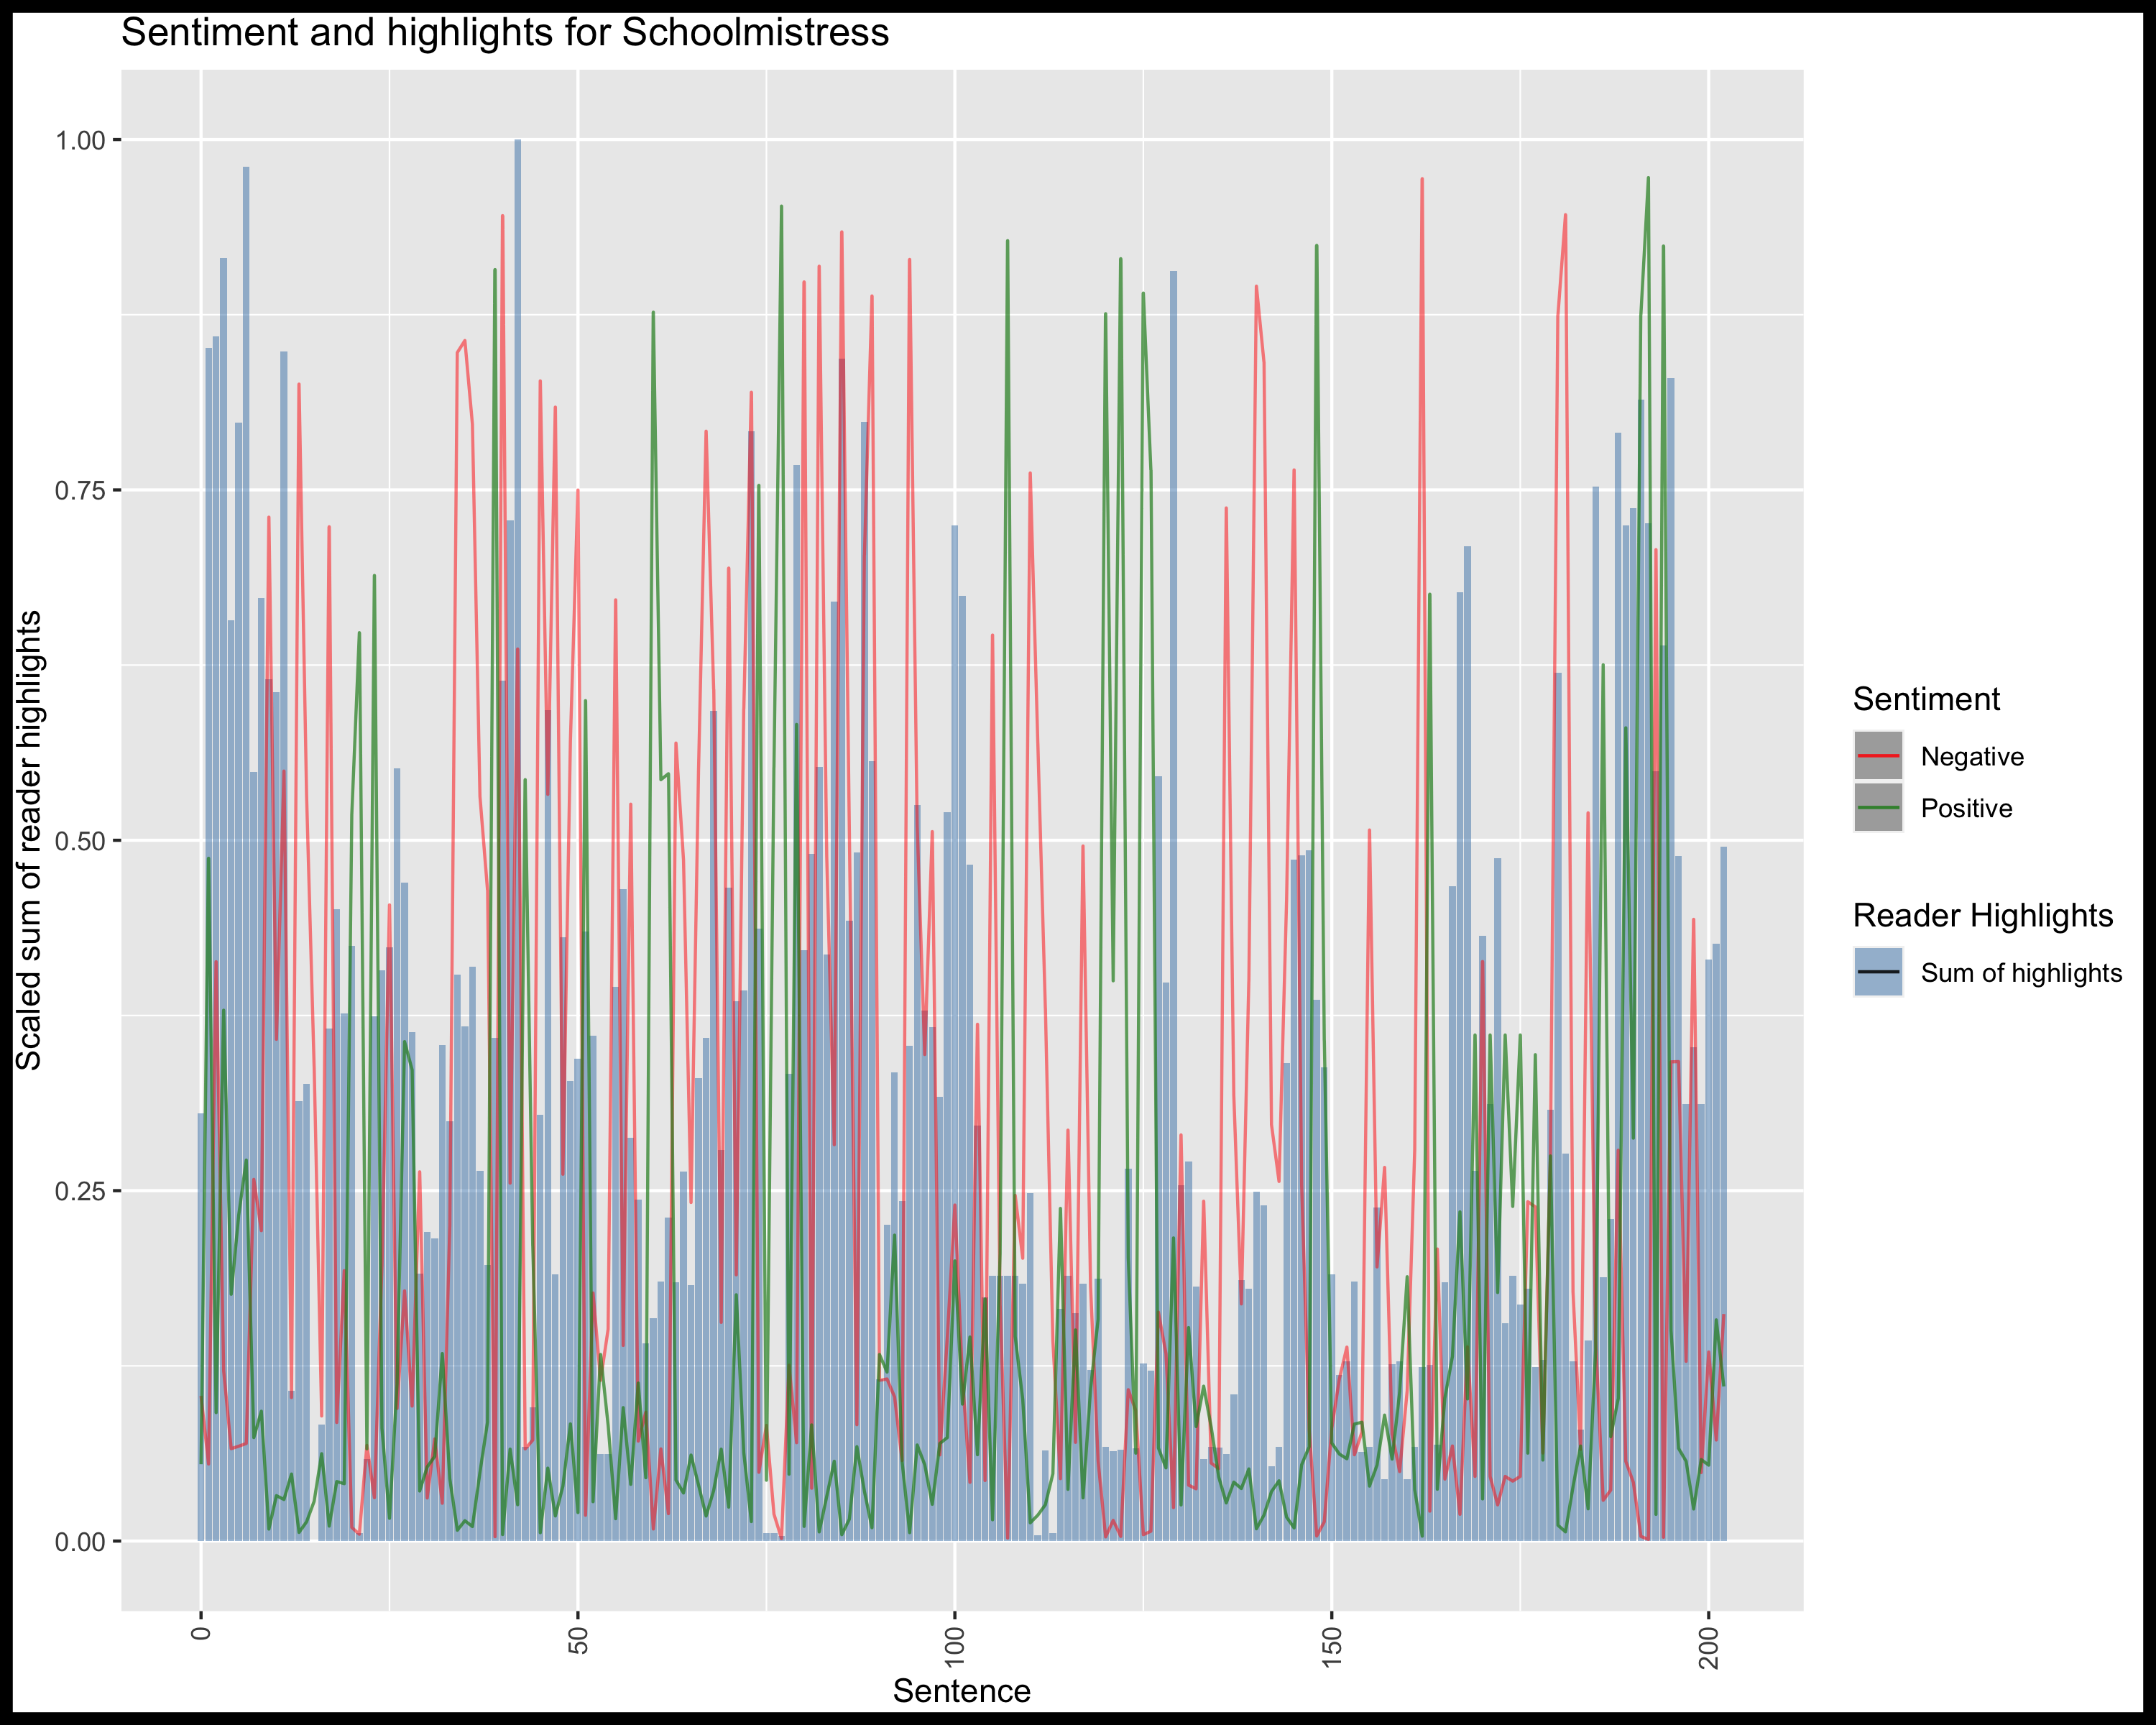 Sentiment and highlights for Schoolmistress
Scaled sum of reader highlights
1.00
0.75
0.50
0.25
0.00
0
50
100
150
200
Sentence
Sentiment
Negative
Positive
Reader Highlights
Sum of highlights